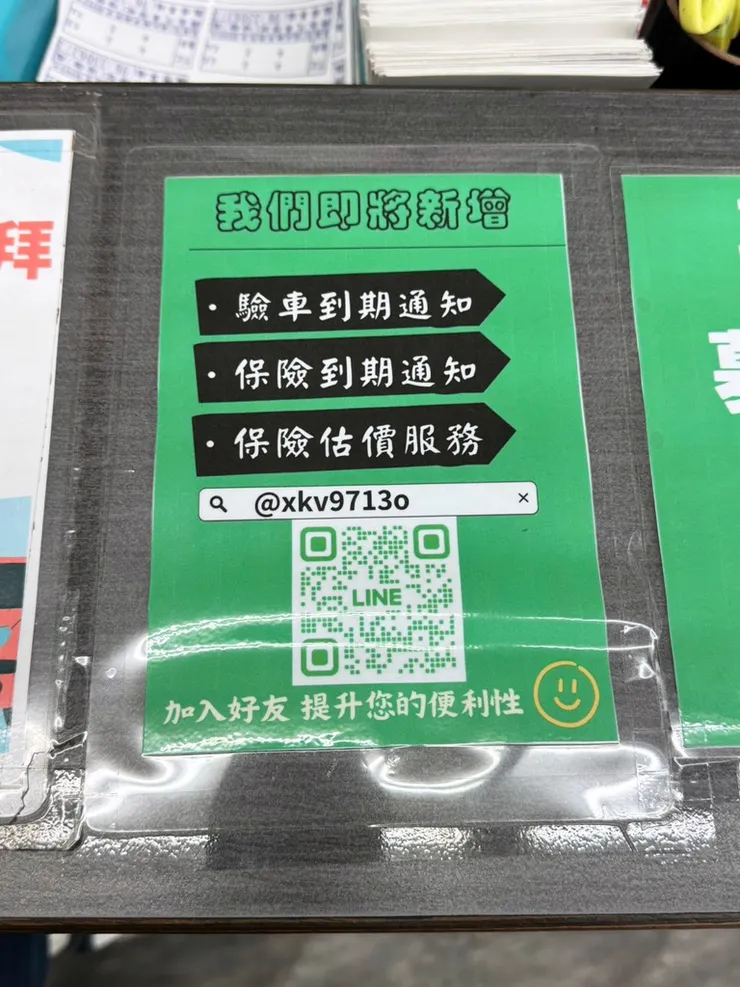 拜
我們即將新增
· 驗車到期通知
· 保險到期通知
· 保險估價服務
@xkv9713o ×
LINE
加入好友 提升您的便利性